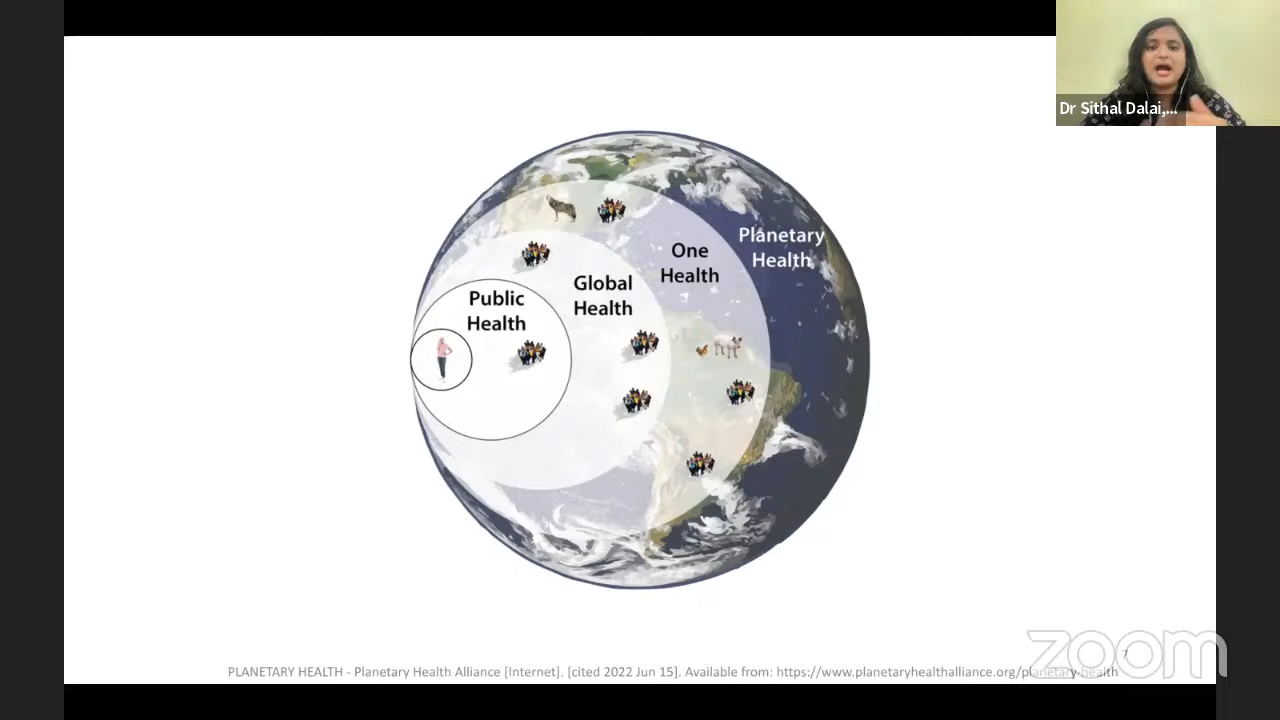 Dr Sithal Dalai,...
Planetary
Health
One
Health
Global
Health
Public
Health
zoom
7
PLANETARY HEALTH - Planetary Health Alliance [Internet]. [cited 2022 Jun 15]. Available from: https://www.planetaryhealthalliance.org/planetary-health